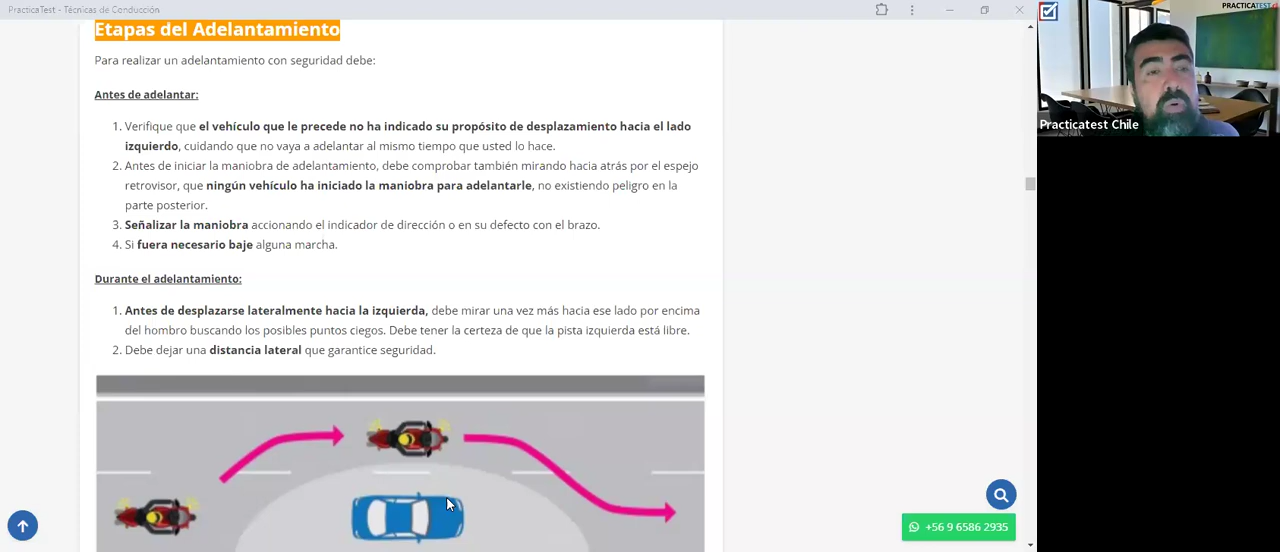 PracticaTest - Técnicas de Conducción
PRACTICATEST.cl
Etapas del Adelantamiento
Para realizar un adelantamiento con seguridad debe:
Antes de adelantar:
1. Verifique que el vehículo que le precede no ha indicado su propósito de desplazamiento hacia el lado
izquierdo, cuidando que no vaya a adelantar al mismo tiempo que usted lo hace.
2. Antes de iniciar la maniobra de adelantamiento, debe comprobar también mirando hacia atrás por el espejo
retrovisor, que ningún vehículo ha iniciado la maniobra para adelantarle, no existiendo peligro en la
parte posterior.
3. Señalizar la maniobra accionando el indicador de dirección o en su defecto con el brazo.
4. Si fuera necesario baje alguna marcha.
Durante el adelantamiento:
1. Antes de desplazarse lateralmente hacia la izquierda, debe mirar una vez más hacia ese lado por encima
del hombro buscando los posibles puntos ciegos. Debe tener la certeza de que la pista izquierda está libre.
2. Debe dejar una distancia lateral que garantice seguridad.
Practicatest Chile
+56 9 6586 2935